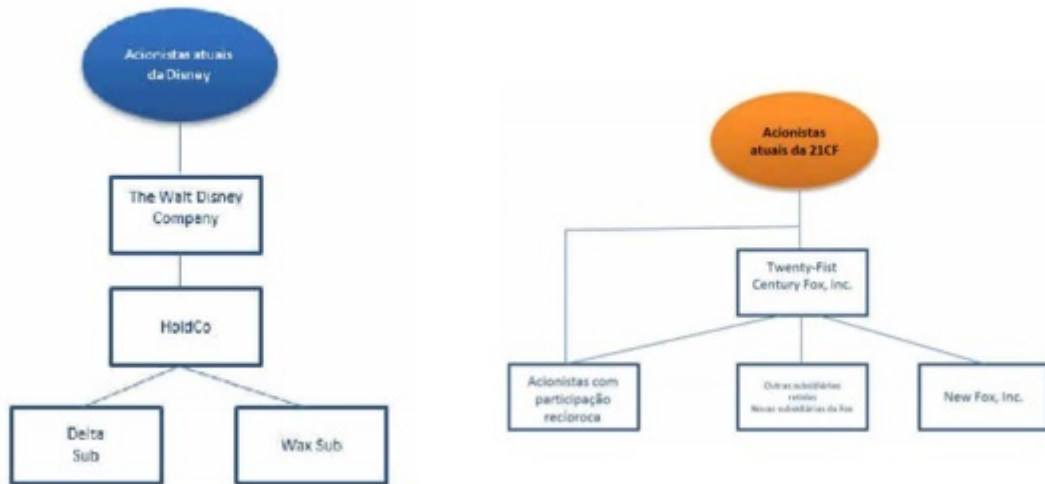 Acionistas atuais
da Disney
The Walt Disney
Company
HoldCo
Delta
Sub
Wax Sub
Acionistas
atuais da 21CF
Twenty-Fist
Century Fox, Inc.
Acionistas com
participação
recíoroca
Outras subsidiárias
retidas
Novas subsidiárias da Fox
New Fox, Inc.